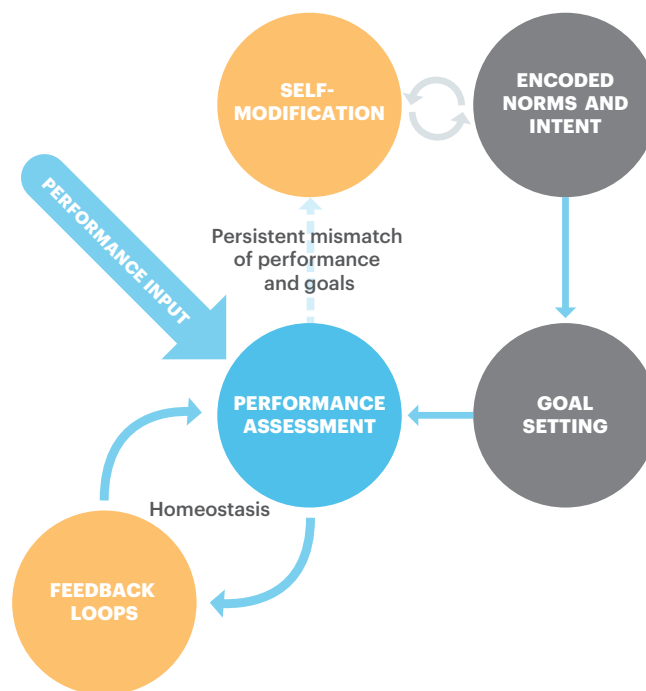 SELF-
MODIFICATION
ENCODED
NORMS AND
INTENT
PERFORMANCE INPUT
Persistent mismatch
of performance
and goals
PERFORMANCE
ASSESSMENT
GOAL
SETTING
Homeostasis
FEEDBACK
LOOPS